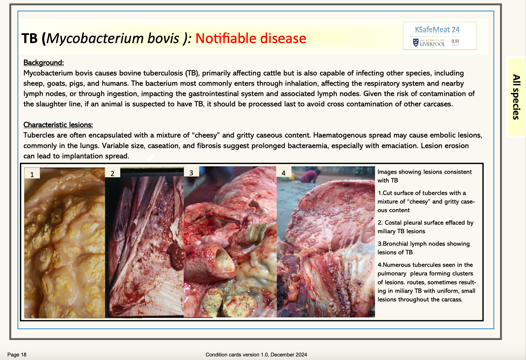 KSafeMeat 24
TB (Mycobacterium bovis ): Notifiable disease
UNIVERSITY OF
LIVERPOOL
ILRI
Background:
Mycobacterium bovis causes bovine tuberculosis (TB), primarily affecting cattle but is also capable of infecting other species, including
sheep, goats, pigs, and humans. The bacterium most commonly enters through inhalation, affecting the respiratory system and nearby
lymph nodes, or through ingestion, impacting the gastrointestinal system and associated lymph nodes. Given the risk of contamination of
the slaughter line, if an animal is suspected to have TB, it should be processed last to avoid cross contamination of other carcases.
All species
Characteristic lesions:
Tubercles are often encapsulated with a mixture of “cheesy” and gritty caseous content. Haematogenous spread may cause embolic lesions,
commonly in the lungs. Variable size, caseation, and fibrosis suggest prolonged bacteraemia, especially with emaciation. Lesion erosion
can lead to implantation spread.
1
2
3
4
Images showing lesions consistent
with TB
1.Cut surface of tubercles with a
mixture of “cheesy” and gritty case-
ous content
2. Costal pleural surface effaced by
miliary TB lesions
3.Bronchial lymph nodes showing
lesions of TB
4.Numerous tubercles seen in the
pulmonary pleura forming clusters
of lesions. routes, sometimes result-
ing in miliary TB with uniform, small
lesions throughout the carcass.
Page 18
Condition cards version 1.0, December 2024